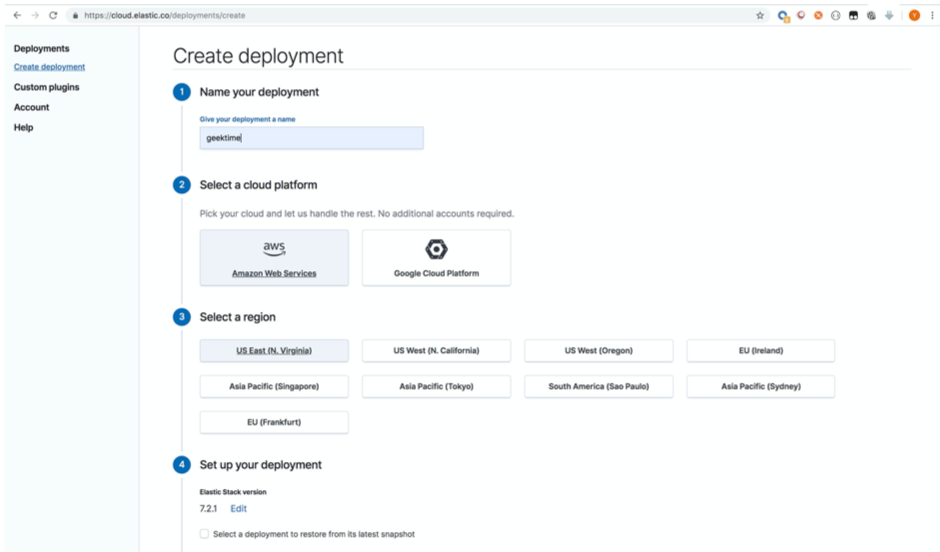 https://cloud.elastic.co/deployments/create
Y
Deployments
Create deployment
Custom plugins
Account
Help
Create deployment
1 Name your deployment
Give your deployment a name
geektime
2 Select a cloud platform
Pick your cloud and let us handle the rest. No additional accounts required.
aws
Amazon Web Services
Google Cloud Platform
3 Select a region
US East (N. Virginia) US West (N. California) US West (Oregon) EU (Ireland)
Asia Pacific (Singapore) Asia Pacific (Tokyo) South America (Sao Paulo) Asia Pacific (Sydney)
EU (Frankfurt)
4 Set up your deployment
Elastic Stack version
7.2.1 Edit
Select a deployment to restore from its latest snapshot